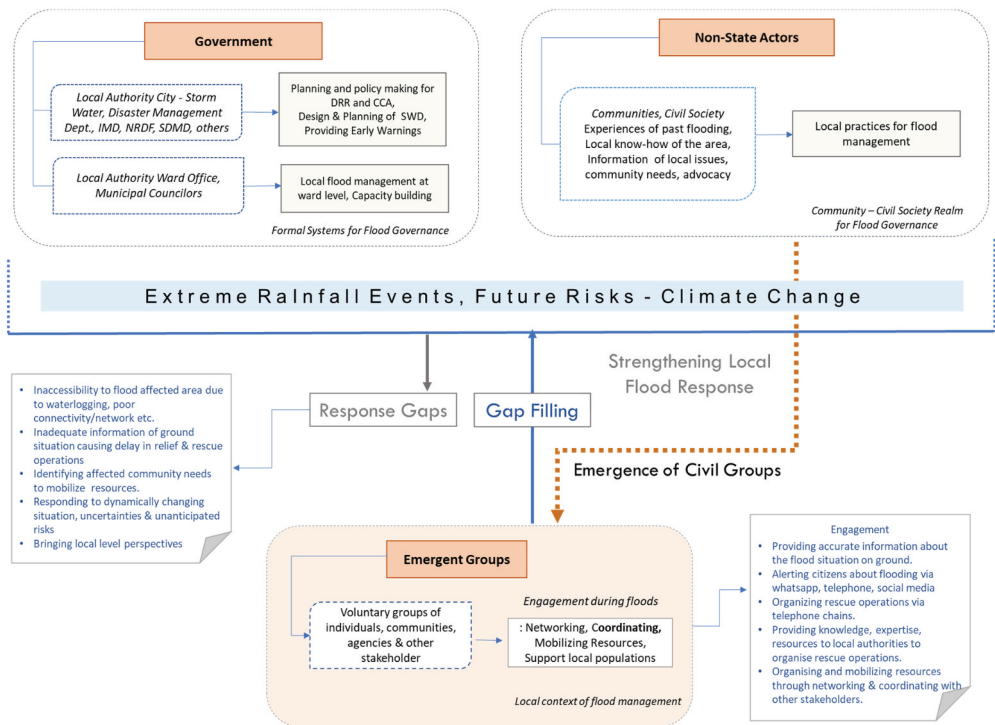 Government
Local Authority City - Storm
Water, Disaster Management
Dept., IMD, NRDF, SDMD, others
Planning and policy making for
DRR and CCA,
Design & Planning of SWD,
Providing Early Warnings
Local Authority Ward Office,
Municipal Councilors
Local flood management at
ward level, Capacity building
Formal Systems for Flood Governance
Non-State Actors
Communities, Civil Society
Experiences of past flooding,
Local know-how of the area,
Information of local issues,
community needs, advocacy
Local practices for flood
management
Community – Civil Society Realm
for Flood Governance
Extreme RaInfall Events, Future Risks - Climate Change
Strengthening Local
Flood Response
Response Gaps
Gap Filling
• Inaccessibility to flood affected area due
to waterlogging, poor
connectivity/network etc.
• Inadequate information of ground
situation causing delay in relief & rescue
operations
• Identifying affected community needs
to mobilize resources.
• Responding to dynamically changing
situation, uncertainties & unanticipated
risks
• Bringing local level perspectives
Emergence of Civil Groups
Emergent Groups
Voluntary groups of
individuals, communities,
agencies & other
stakeholder
Engagement during floods
: Networking, Coordinating,
Mobilizing Resources,
Support local populations
Local context of flood management
Engagement
• Providing accurate information about
the flood situation on ground.
• Alerting citizens about flooding via
whatsapp, telephone, social media
• Organizing rescue operations via
telephone chains.
• Providing knowledge, expertise,
resources to local authorities to
organise rescue operations.
• Organising and mobilizing resources
through networking & coordinating with
other stakeholders.